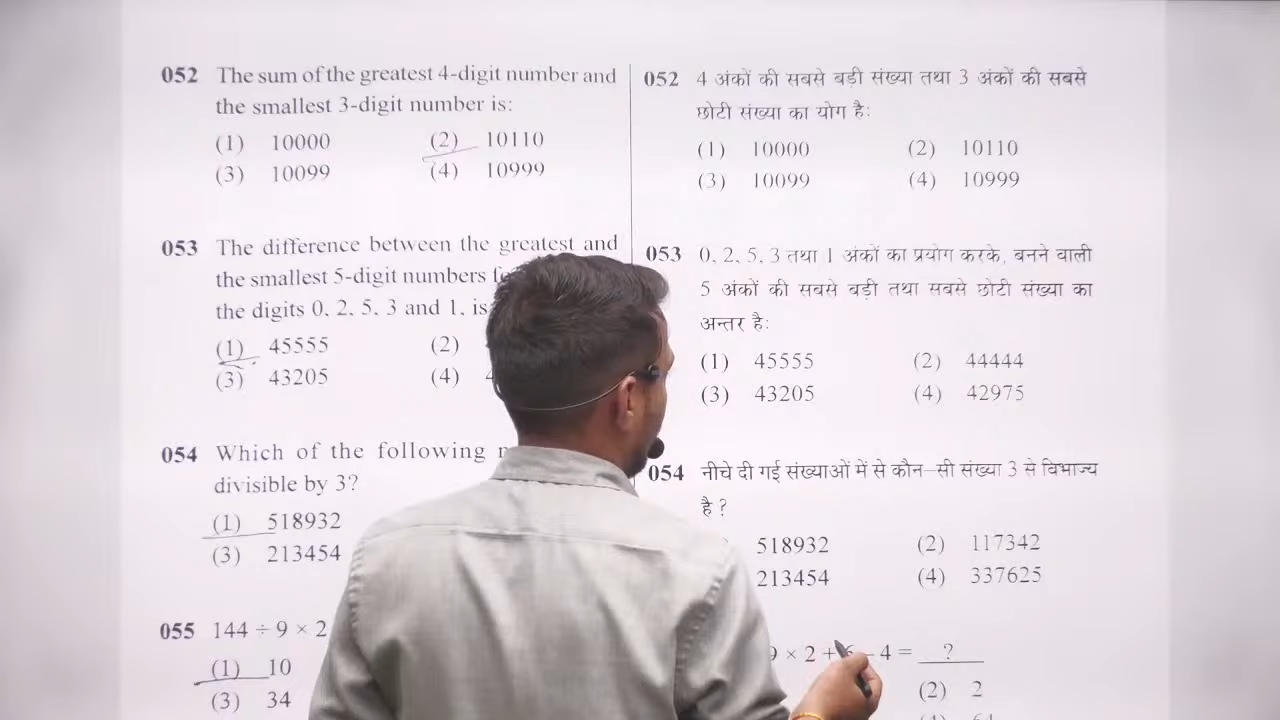 052 The sum of the greatest 4-digit number and
the smallest 3-digit number is:
(1) 10000 (2) 10110
(3) 10099 (4) 10999
053 The difference between the greatest and
the smallest 5-digit numbers
the digits 0, 2, 5, 3 and 1, is
(1) 45555 (2)
(3) 43205 (4)
054 Which of the following
divisible by 3?
(1) 518932
(3) 213454
055 144 ÷ 9 × 2
(1) 10
(3) 34
052 4 अंकों की सबसे बड़ी संख्या तथा 3 अंकों की सबसे
छोटी संख्या का योग है:
(1) 10000 (2) 10110
(3) 10099 (4) 10999
053 0, 2, 5, 3 तथा 1 अंकों का प्रयोग करके, बनने वाली
5 अंकों की सबसे बड़ी तथा सबसे छोटी संख्या का
अन्तर है:
(1) 45555 (2) 44444
(3) 43205 (4) 42975
054 नीचे दी गई संख्याओं में से कौन-सी संख्या 3 से विभाज्य
है ?
518932 (2) 117342
213454 (4) 337625
9 × 2 + 6 – 4 = ?
(2) 2